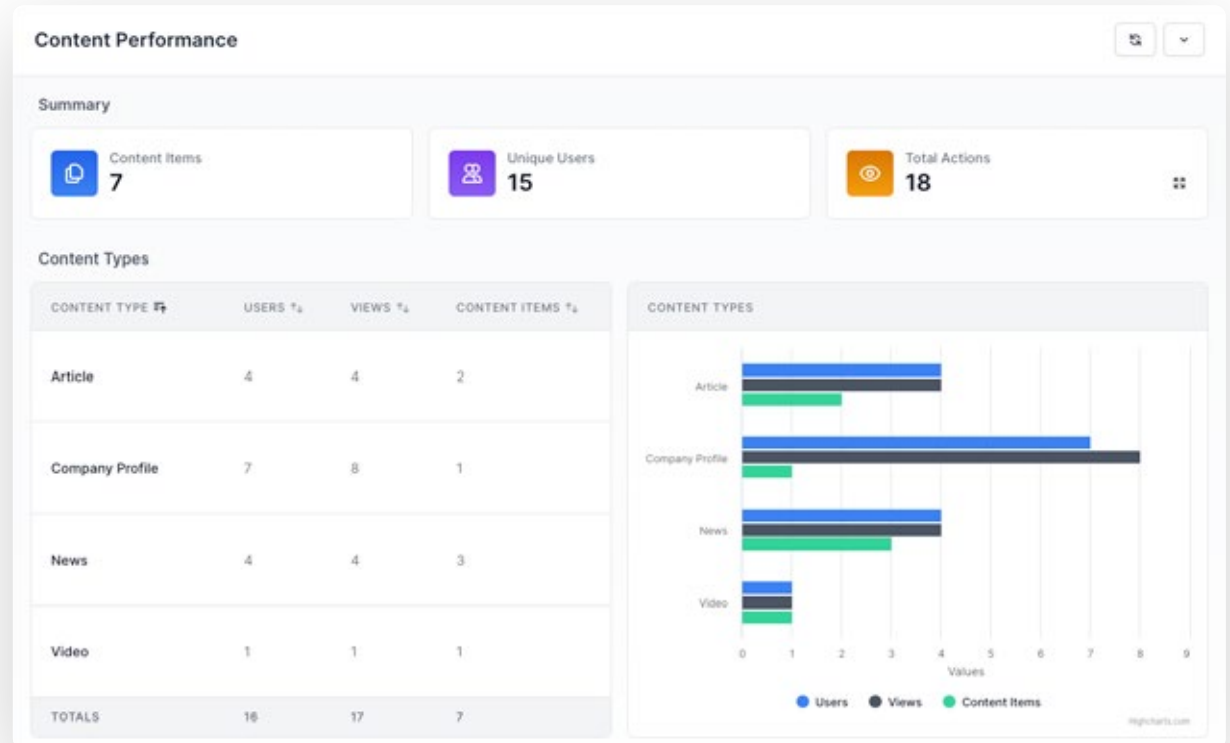 Content Performance
Summary
Content Items
7
Unique Users
15
Total Actions
18
Content Types
CONTENT TYPE USERS VIEWS CONTENT ITEMS
Article 4 4 2
Company Profile 7 8 1
News 4 4 3
Video 1 1 1
TOTALS 16 17 7
CONTENT TYPES
Article
Company Profile
News
Video
0 1 2 3 4 5 6 7 8 9
Values
Users Views Content Items
Highcharts.com